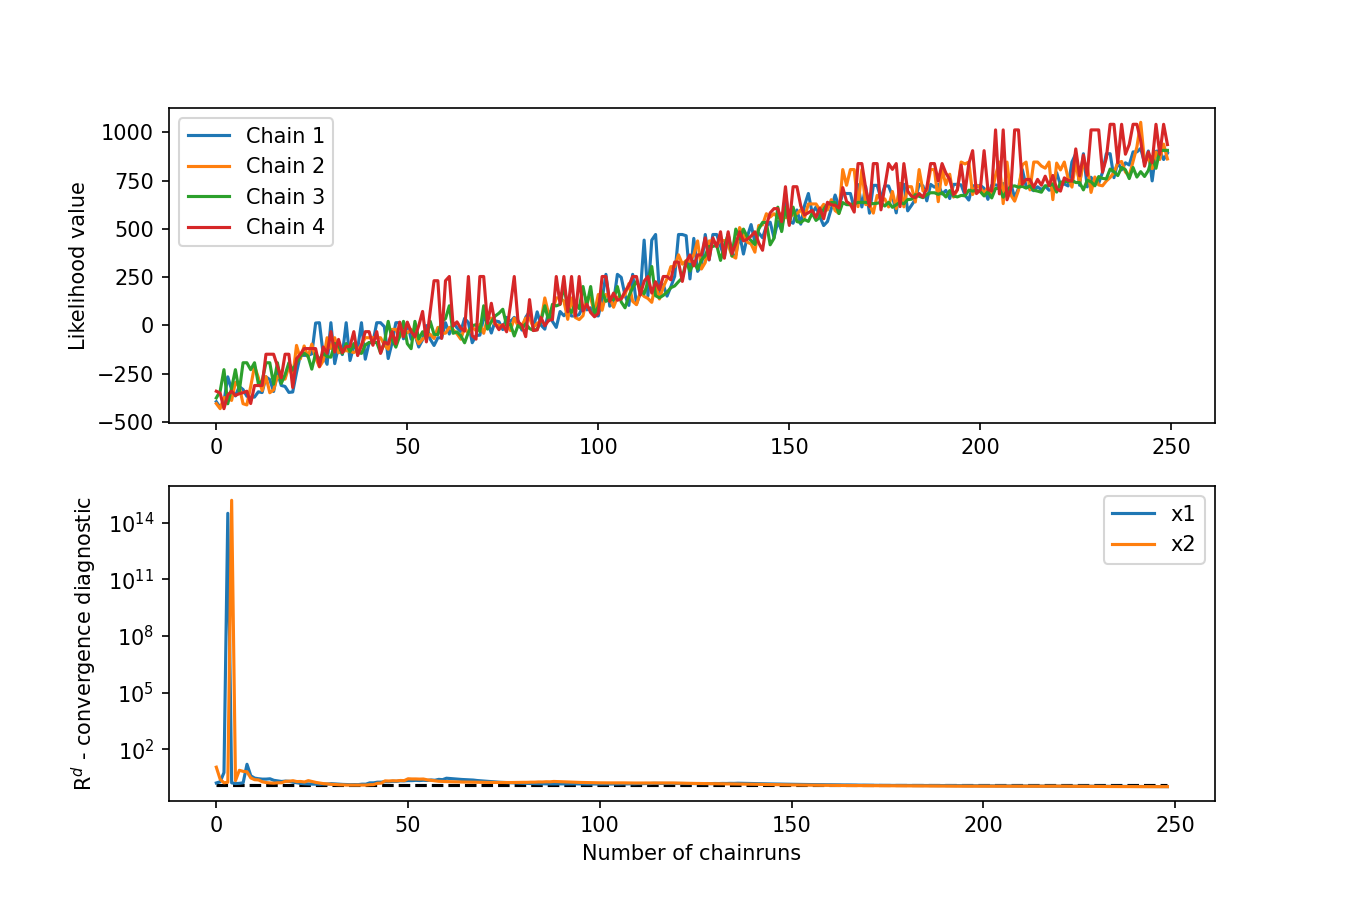 Likelihood value
1000
750
500
250
0
−250
−500
Chain 1
Chain 2
Chain 3
Chain 4
0 50 100 150 200 250
R^d - convergence diagnostic
10^14
10^11
10^8
10^5
10^2
x1
x2
0 50 100 150 200 250
Number of chainruns